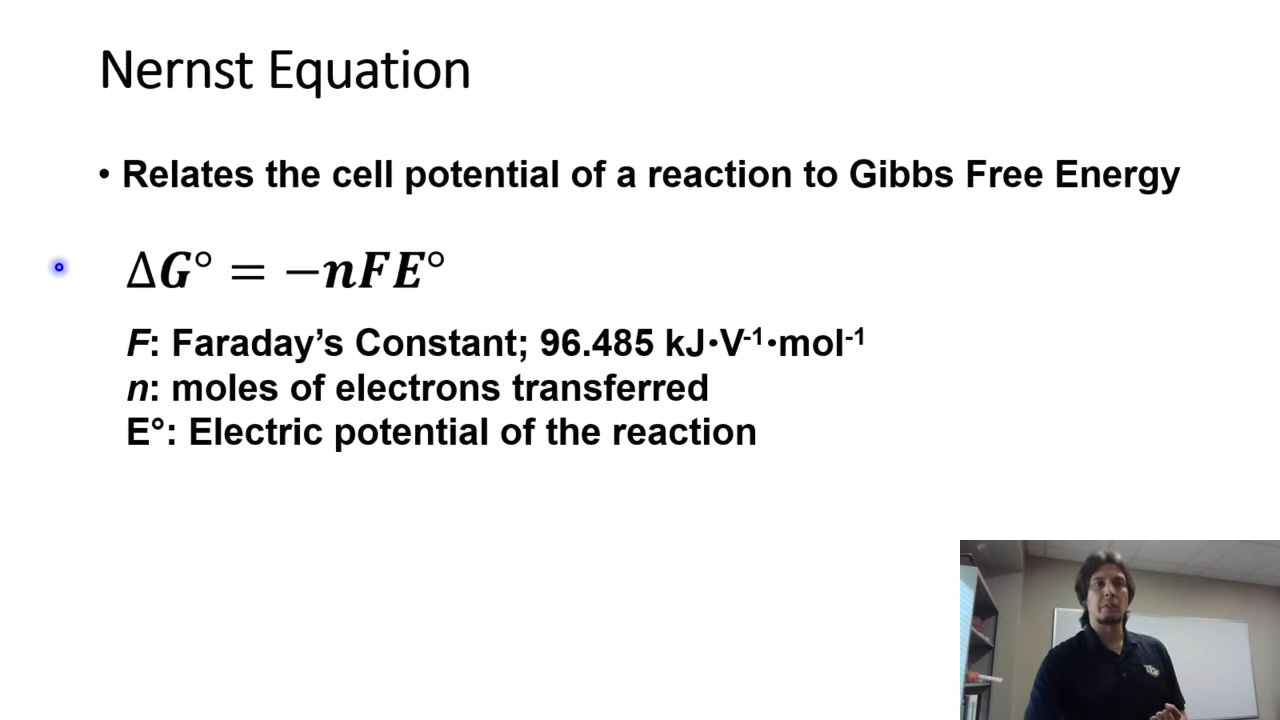 Nernst Equation
• Relates the cell potential of a reaction to Gibbs Free Energy
ΔG° = −nFE°
F: Faraday’s Constant; 96.485 kJ·V⁻¹·mol⁻¹
n: moles of electrons transferred
E°: Electric potential of the reaction